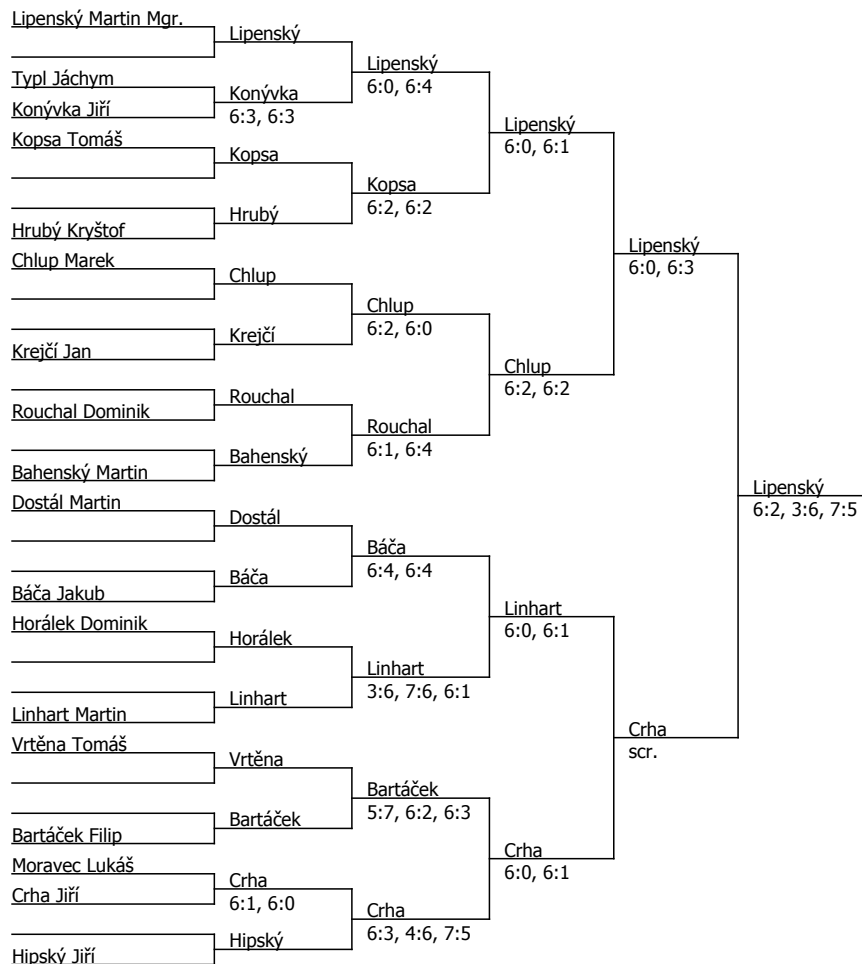 Lipenský Martin Mgr.
Typl Jáchym
Konývka Jiří
Kopsa Tomáš
Hrubý Kryštof
Chlup Marek
Krejčí Jan
Rouchal Dominik
Bahenský Martin
Dostál Martin
Báča Jakub
Horálek Dominik
Linhart Martin
Vrtěna Tomáš
Bartáček Filip
Moravec Lukáš
Crha Jiří
Hipský Jiří
Lipenský
Konývka
6:3, 6:3
Kopsa
Hrubý
Chlup
Krejčí
Rouchal
Bahenský
Dostál
Báča
Horálek
Linhart
Vrtěna
Bartáček
Crha
6:1, 6:0
Hipský
Lipenský
6:0, 6:4
Kopsa
6:2, 6:2
Chlup
6:2, 6:0
Rouchal
6:1, 6:4
Báča
6:4, 6:4
Linhart
3:6, 7:6, 6:1
Bartáček
5:7, 6:2, 6:3
Crha
6:3, 4:6, 7:5
Lipenský
6:0, 6:1
Chlup
6:2, 6:2
Linhart
6:0, 6:1
Crha
6:0, 6:1
Lipenský
6:0, 6:3
Crha
scr.
Lipenský
6:2, 3:6, 7:5